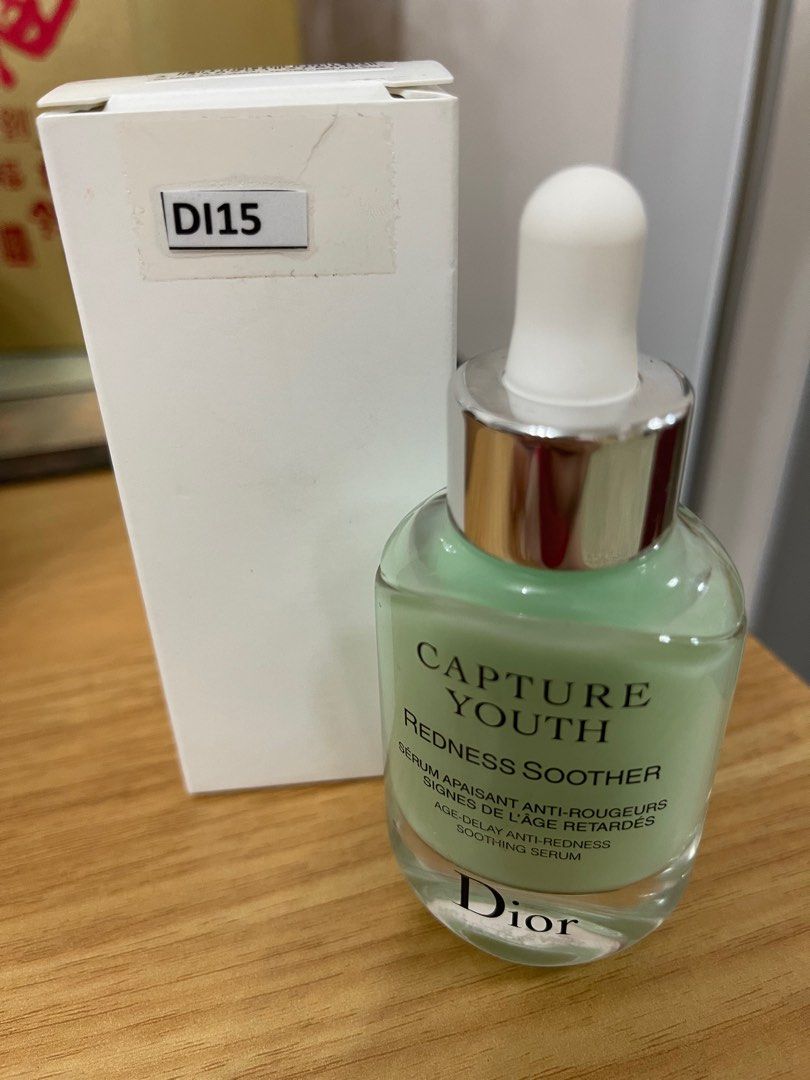 DI15
CAPTURE
YOUTH
REDNESS SOOTHER
SÉRUM APAISANT ANTI-ROUGEURS
SIGNES DE L'ÂGE RETARDÉS
AGE-DELAY ANTI-REDNESS
SOOTHING SERUM
Dior